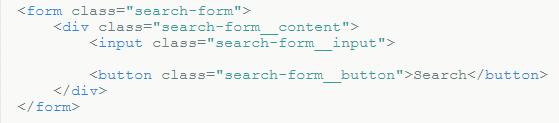 <form class="search-form">
    <div class="search-form__content">
        <input class="search-form__input">

        <button class="search-form__button">Search</button>
    </div>
</form>